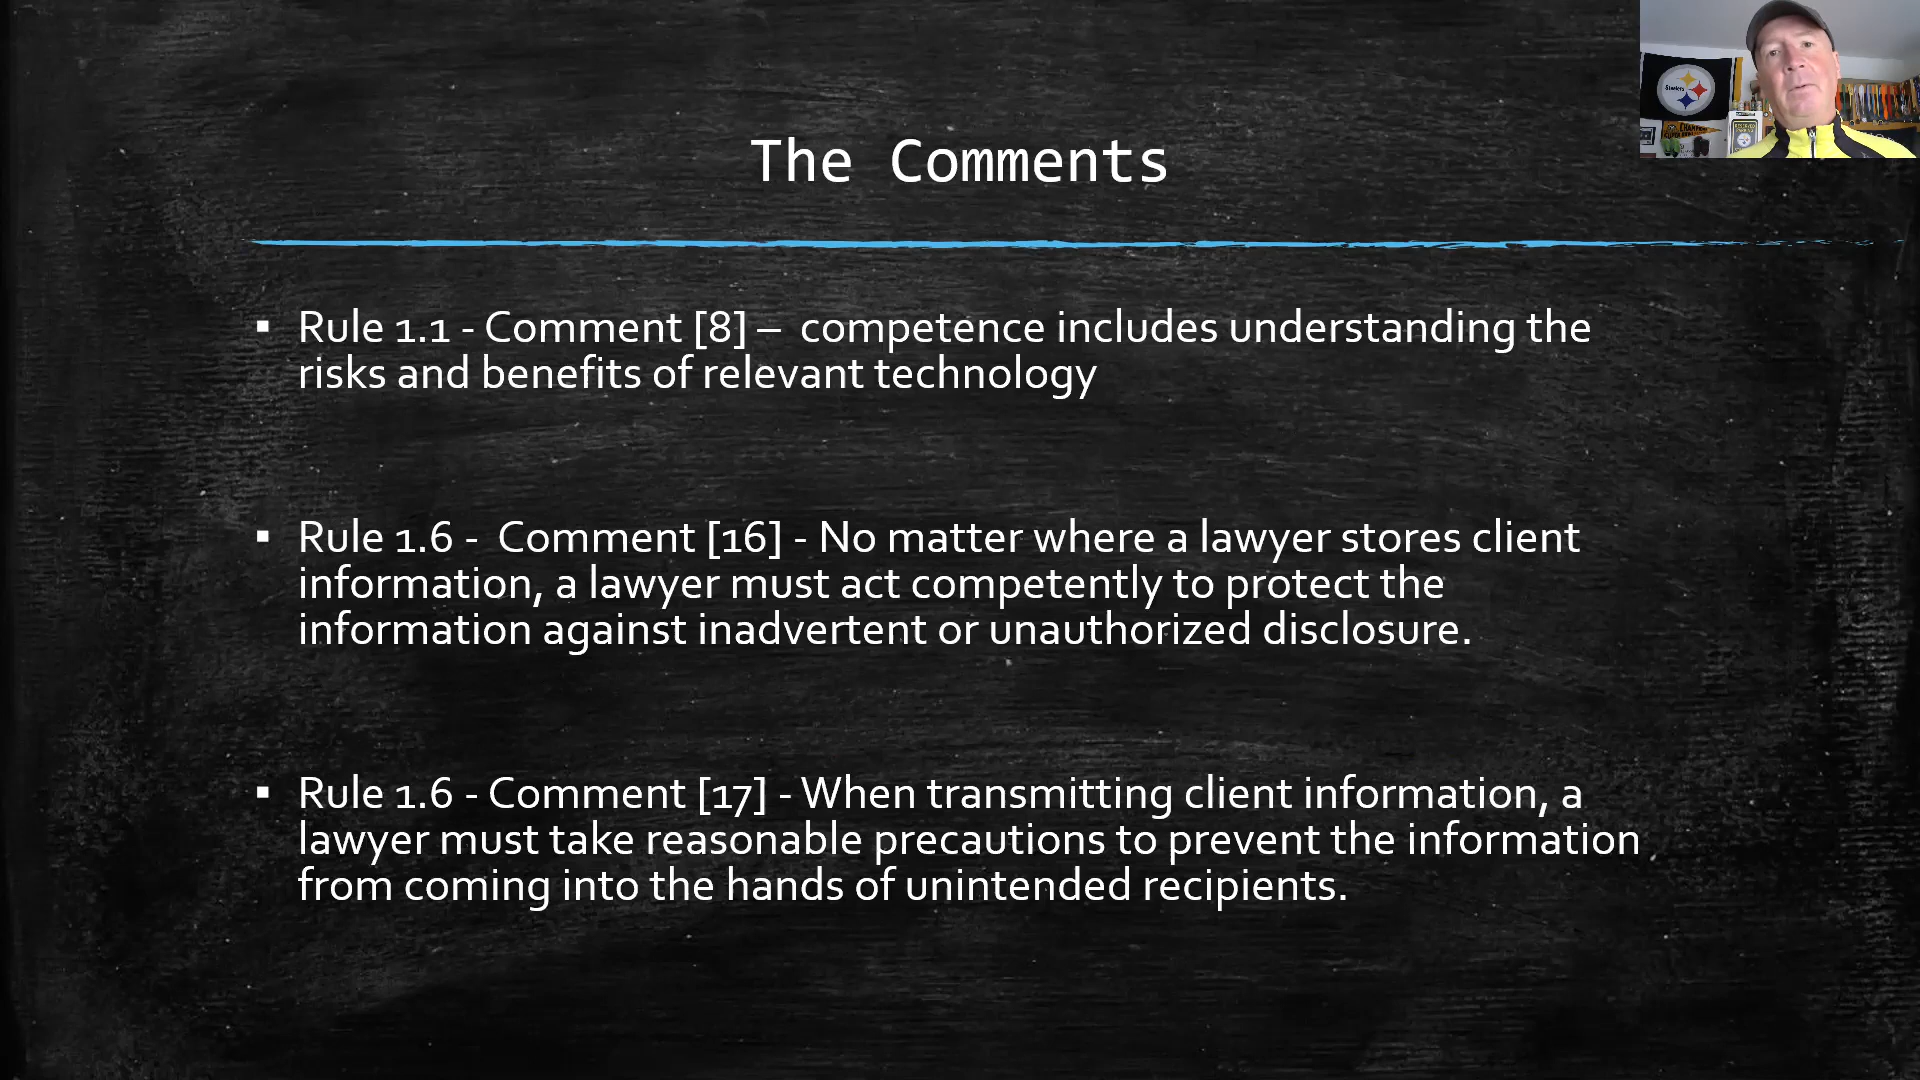 The Comments
▪ Rule 1.1 - Comment [8] – competence includes understanding the
risks and benefits of relevant technology
▪ Rule 1.6 - Comment [16] - No matter where a lawyer stores client
information, a lawyer must act competently to protect the
information against inadvertent or unauthorized disclosure.
▪ Rule 1.6 - Comment [17] - When transmitting client information, a
lawyer must take reasonable precautions to prevent the information
from coming into the hands of unintended recipients.
Steelers